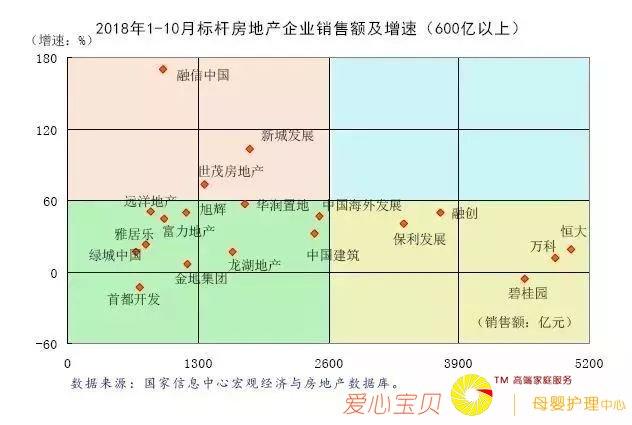 2018年1-10月标杆房地产企业销售额及增速（600亿以上）
（增速：%）
180
融信中国
120
新城发展
世茂房地产
60
远洋地产
旭辉
华润置地
中国海外发展
融创
富力地产
保利发展
恒大
雅居乐
绿城中国
中国建筑
万科
龙湖地产
金地集团
0
首都开发
碧桂园
（销售额：亿元）
-60
0 1300 2600 3900 5200
数据来源：国家信息中心宏观经济与房地产数据库。
爱心宝贝
TM 高端家庭服务
母婴护理中心